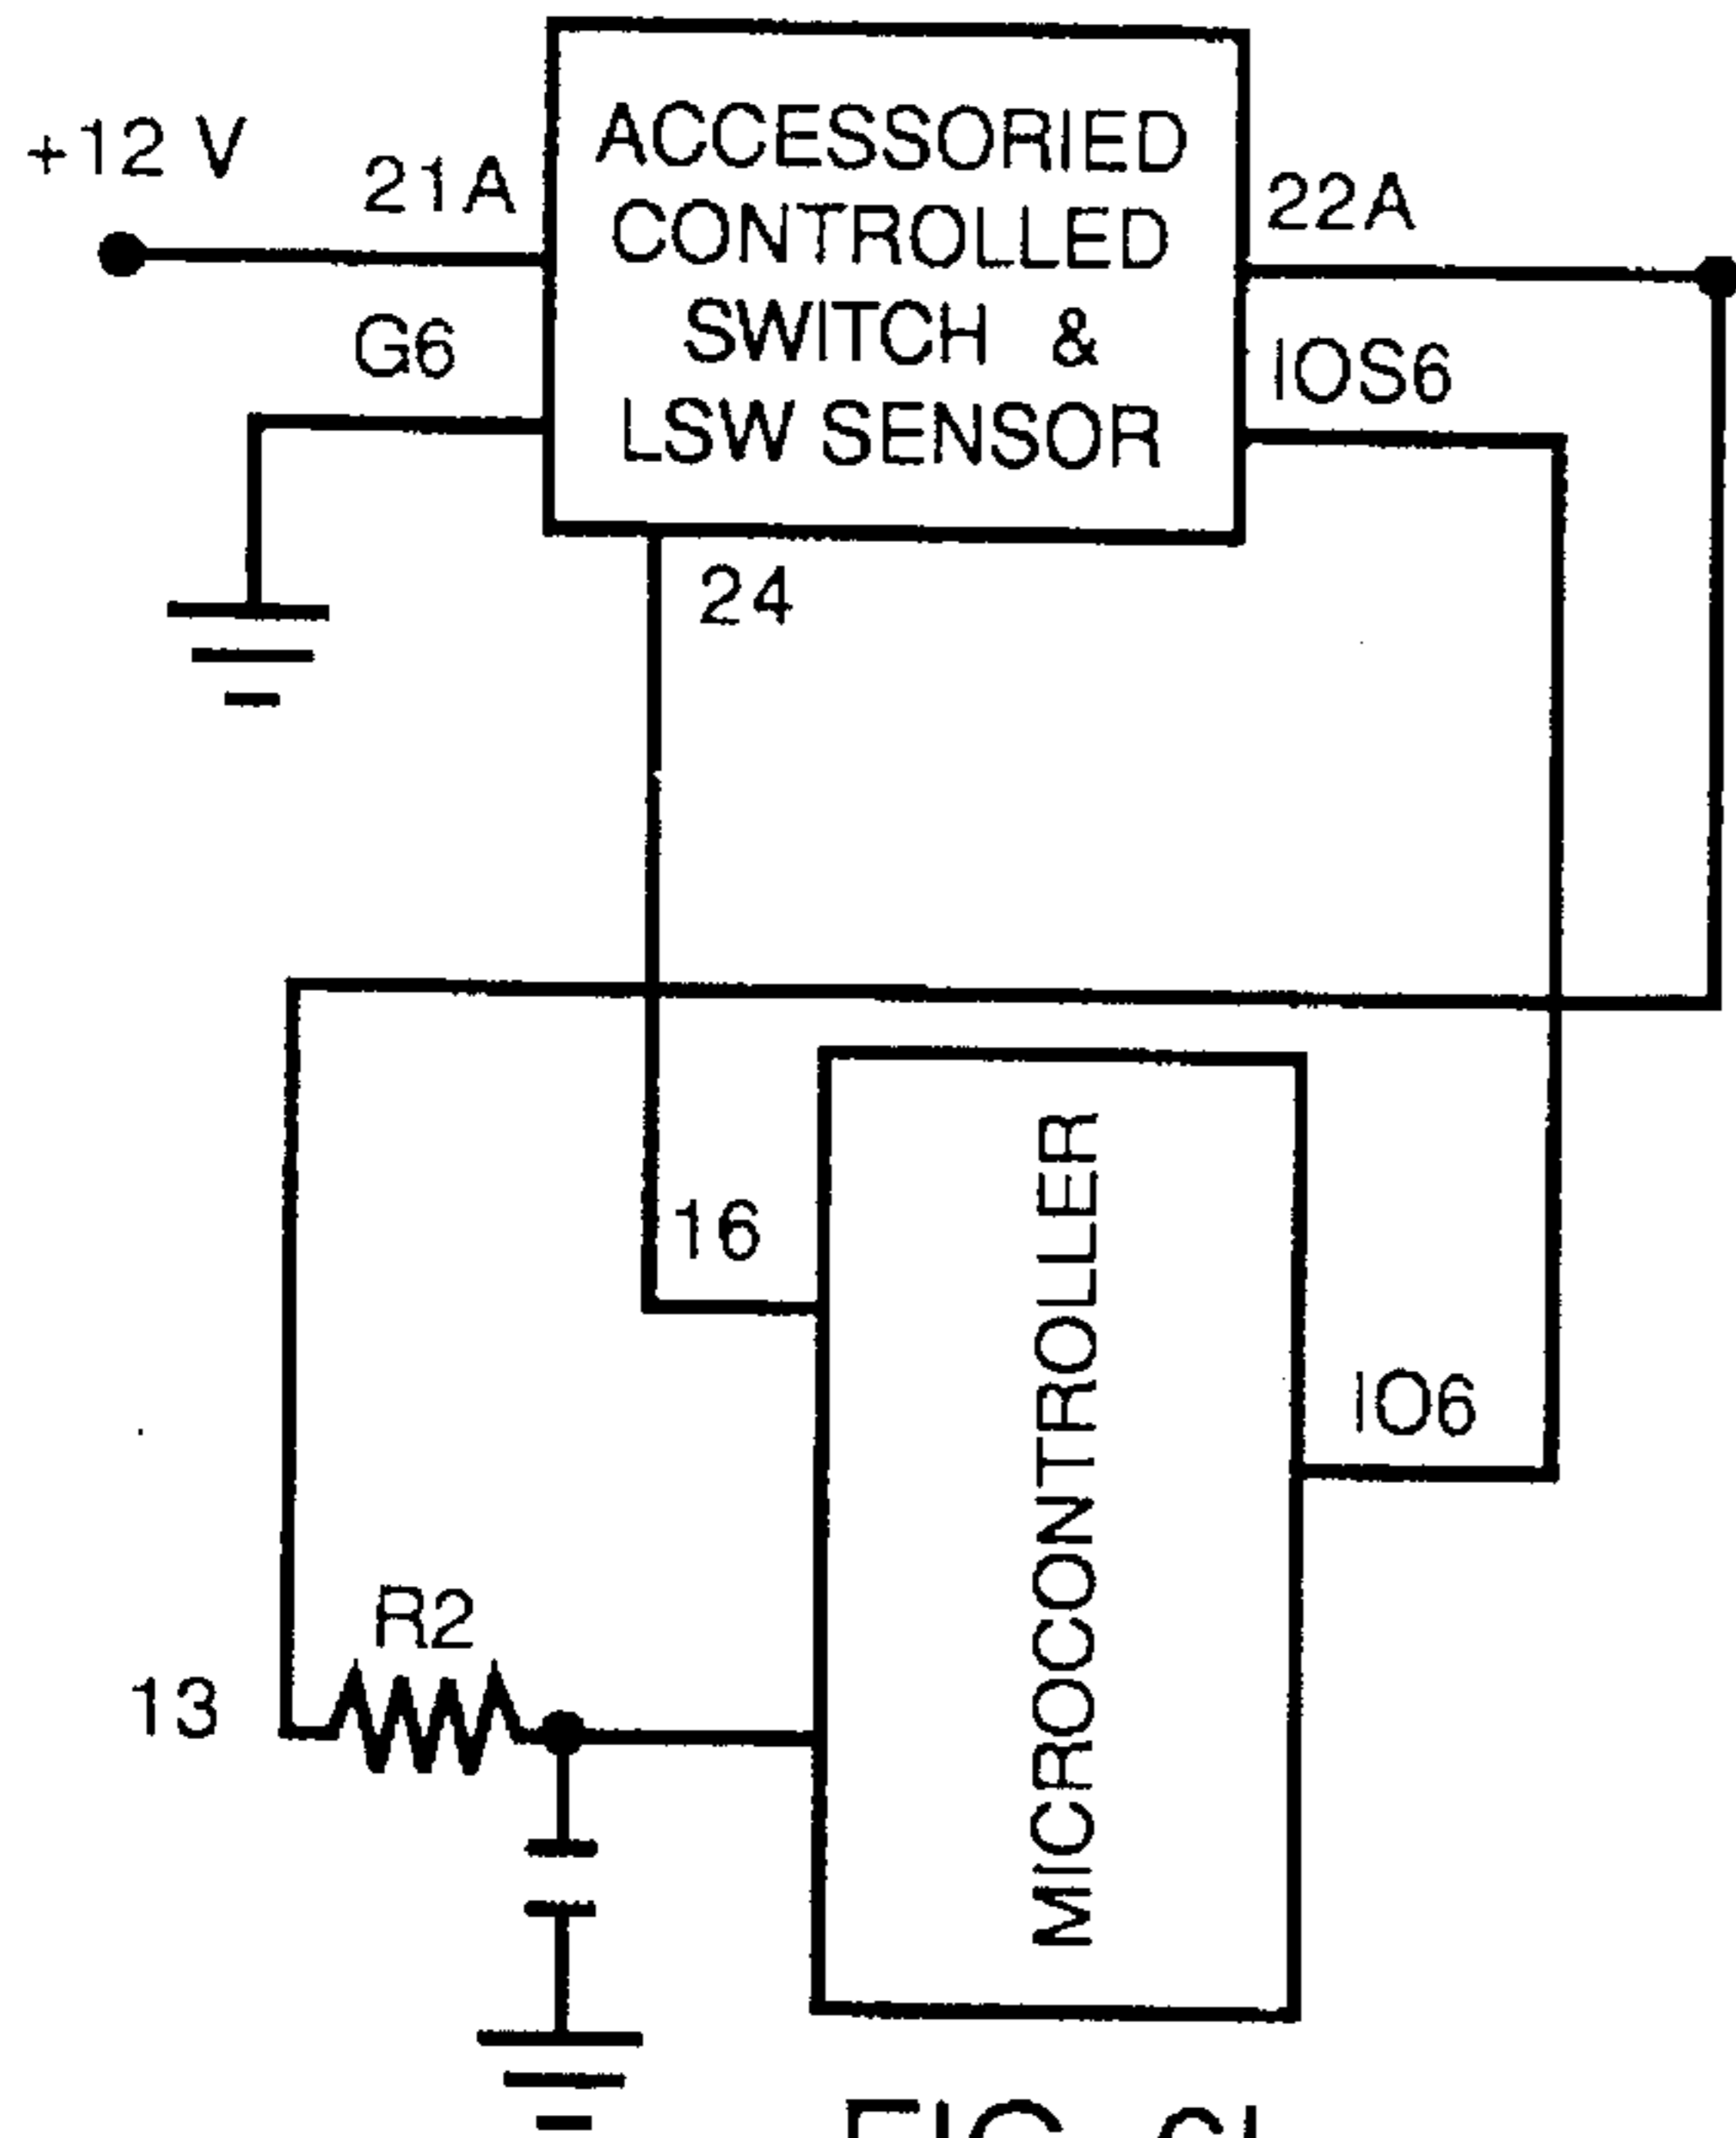 +12 V
21A
ACCESSORIED
CONTROLLED
SWITCH &
LSW SENSOR
22A
G6
IOS6
24
16
MICROCONTROLLER
IO6
R2
13